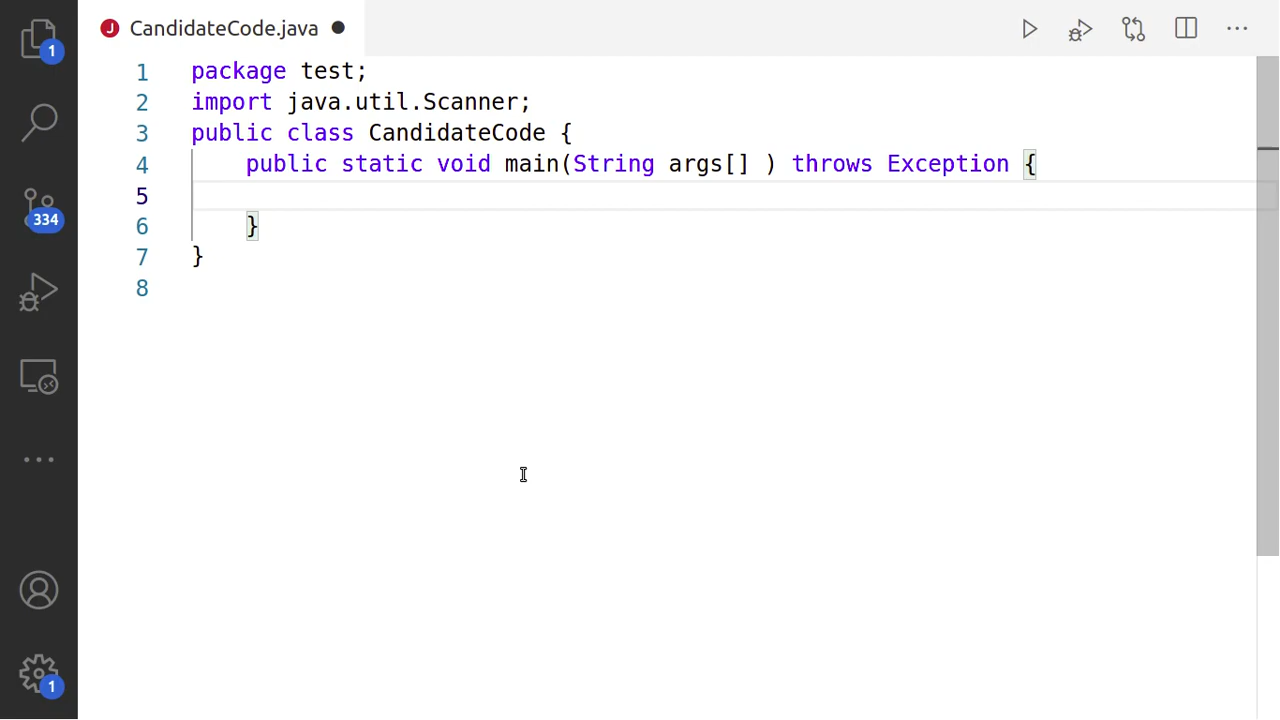 CandidateCode.java
1
1 package test;
2 import java.util.Scanner;
3 public class CandidateCode {
4     public static void main(String args[] ) throws Exception {
5
6     }
7 }
8
334
1